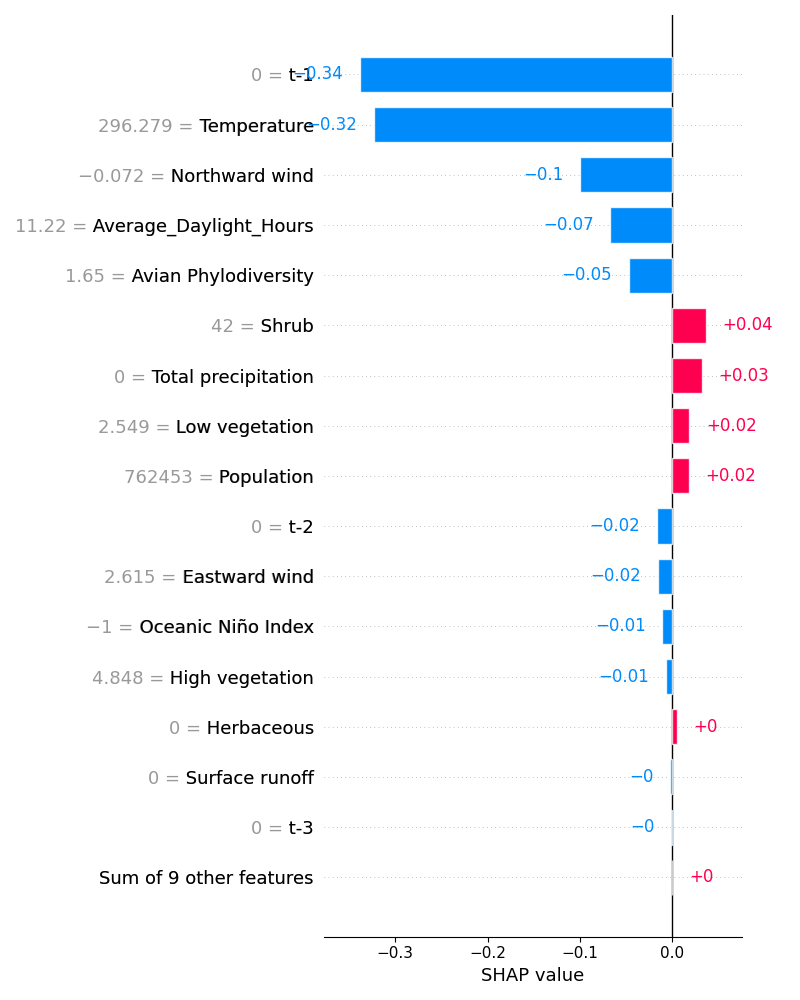 0 = t-1 −0.34
296.279 = Temperature −0.32
−0.072 = Northward wind −0.1
11.22 = Average_Daylight_Hours −0.07
1.65 = Avian Phylodiversity −0.05
42 = Shrub +0.04
0 = Total precipitation +0.03
2.549 = Low vegetation +0.02
762453 = Population +0.02
0 = t-2 −0.02
2.615 = Eastward wind −0.02
−1 = Oceanic Niño Index −0.01
4.848 = High vegetation −0.01
0 = Herbaceous +0
0 = Surface runoff −0
0 = t-3 −0
Sum of 9 other features +0
−0.3 −0.2 −0.1 0.0
SHAP value